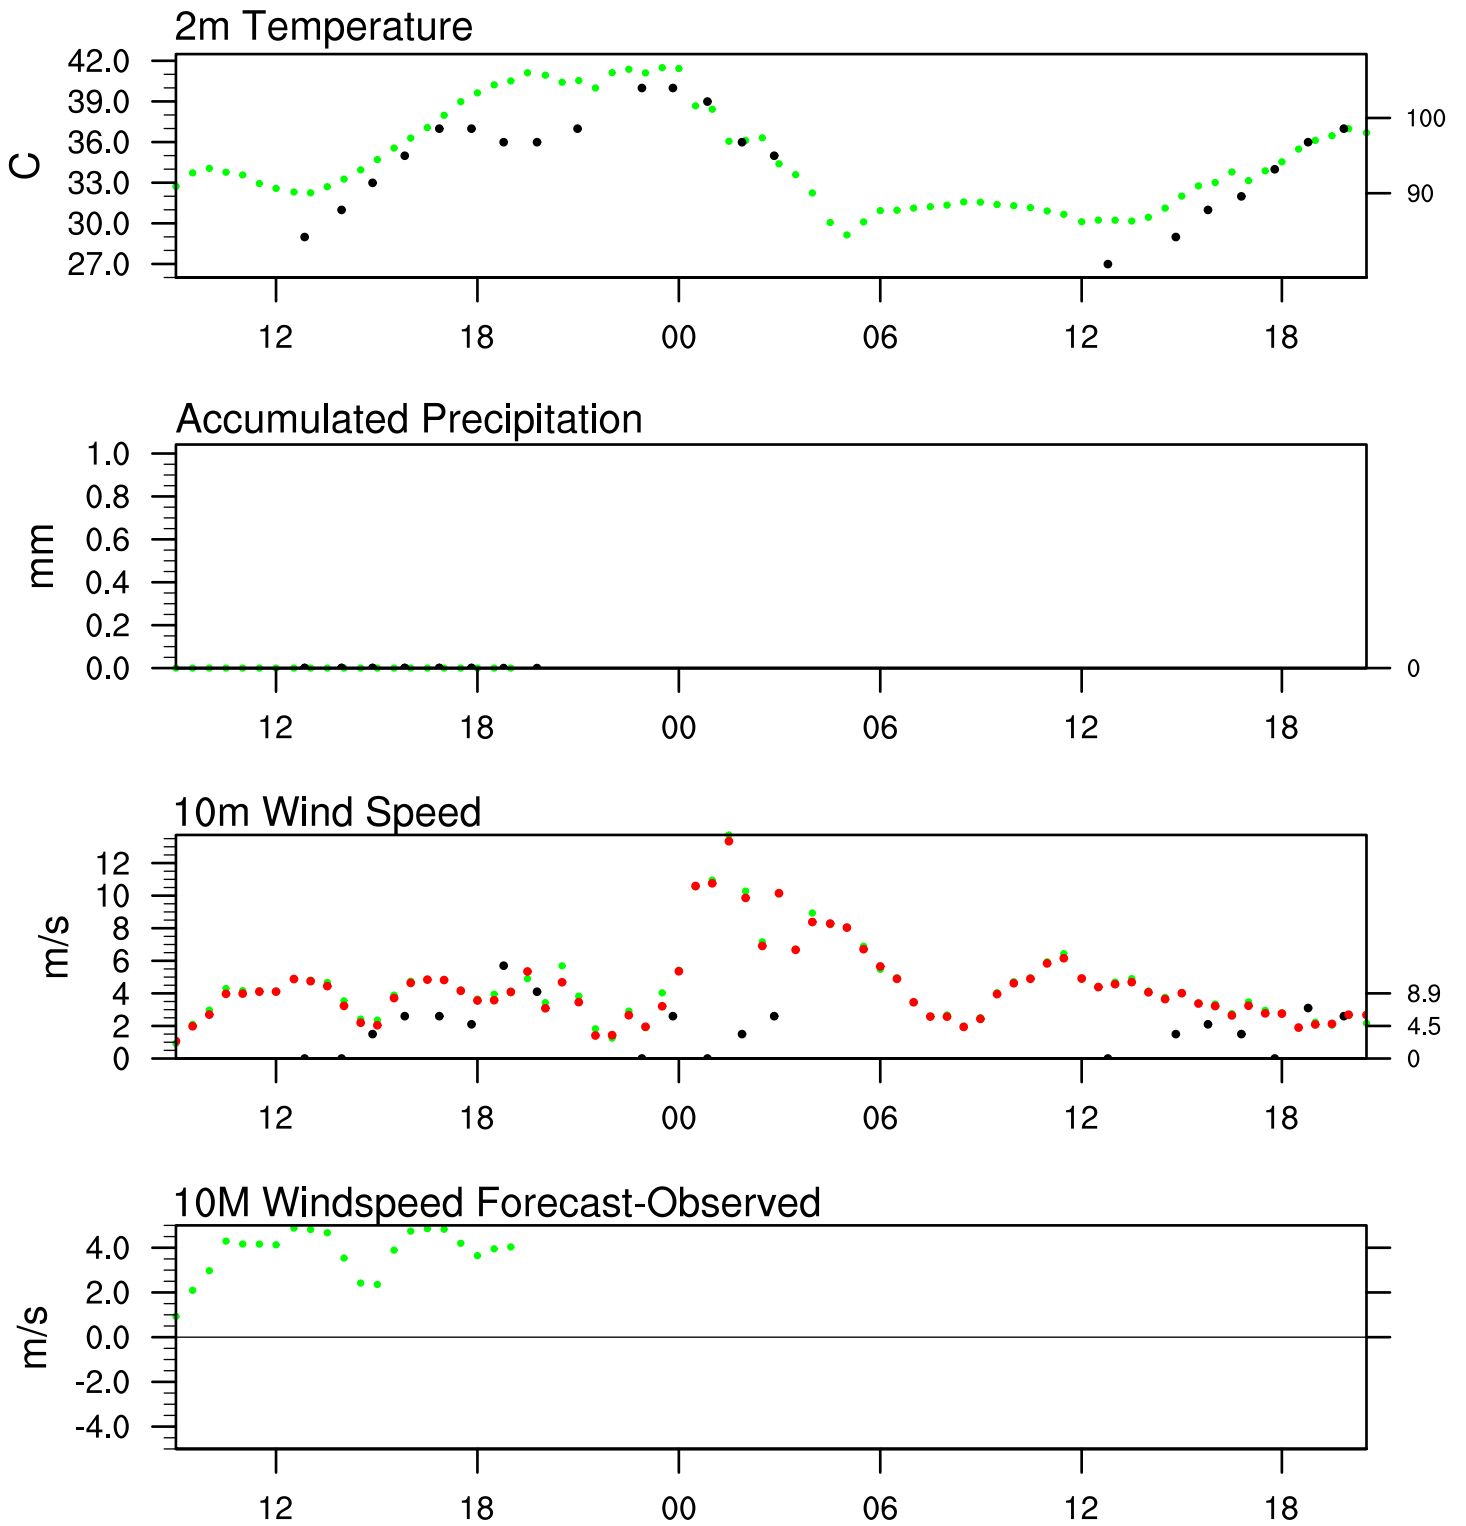 2m Temperature
42.0
39.0
36.0
33.0
30.0
27.0
C
100
90
12 18 00 06 12 18
Accumulated Precipitation
1.0
0.8
0.6
0.4
0.2
0.0
mm
0
12 18 00 06 12 18
10m Wind Speed
12
10
8
6
4
2
0
m/s
8.9
4.5
0
12 18 00 06 12 18
10M Windspeed Forecast-Observed
4.0
2.0
0.0
-2.0
-4.0
m/s
12 18 00 06 12 18